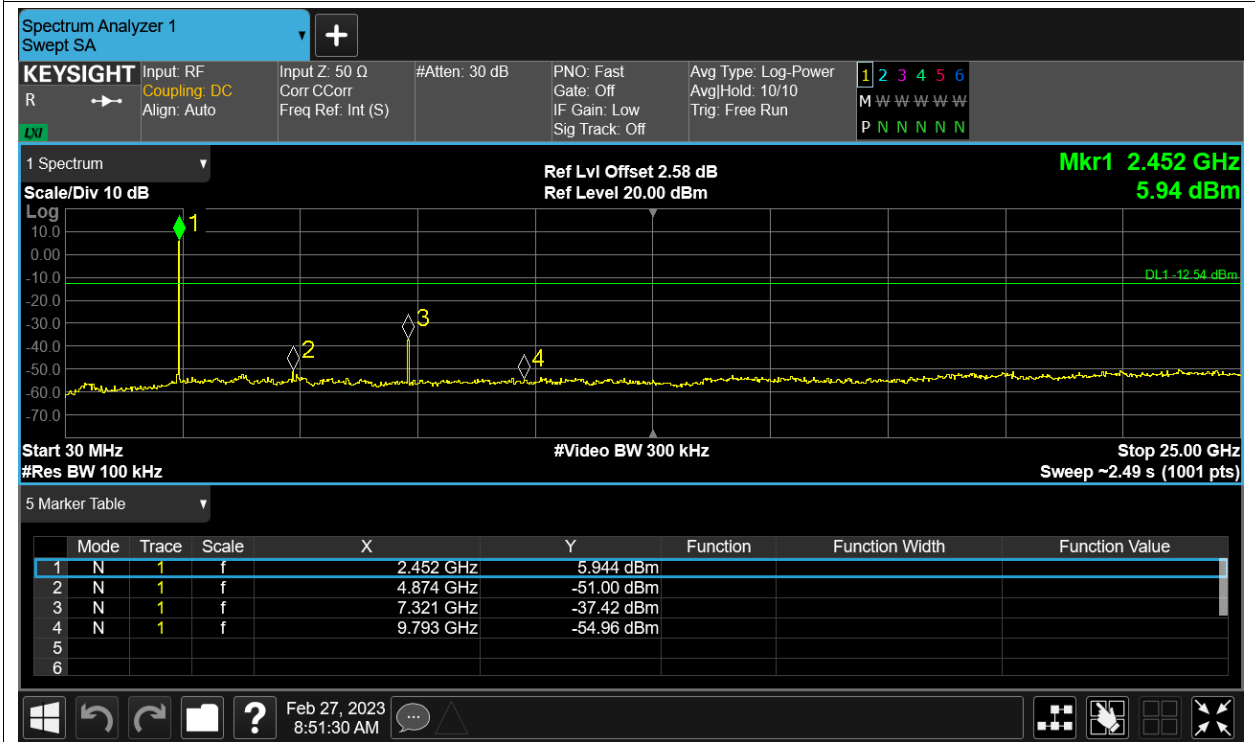 Spectrum Analyzer 1
Swept SA
+
KEYSIGHT
R
LXI
Input: RF
Coupling: DC
Align: Auto
Input Z: 50 Ω
Corr CCorr
Freq Ref: Int (S)
#Atten: 30 dB
PNO: Fast
Gate: Off
IF Gain: Low
Sig Track: Off
Avg Type: Log-Power
Avg|Hold: 10/10
Trig: Free Run
1 2 3 4 5 6
M W W W W W
P N N N N N
1 Spectrum
Scale/Div 10 dB
Ref Lvl Offset 2.58 dB
Ref Level 20.00 dBm
Mkr1 2.452 GHz
5.94 dBm
Log
10.0
0.00
-10.0
-20.0
-30.0
-40.0
-50.0
-60.0
-70.0
1
2
3
4
DL1 -12.54 dBm
Start 30 MHz
#Res BW 100 kHz
#Video BW 300 kHz
Stop 25.00 GHz
Sweep ~2.49 s (1001 pts)
5 Marker Table
Mode Trace Scale X Y Function Function Width Function Value
1 N 1 f 2.452 GHz 5.944 dBm
2 N 1 f 4.874 GHz -51.00 dBm
3 N 1 f 7.321 GHz -37.42 dBm
4 N 1 f 9.793 GHz -54.96 dBm
5
6
?
Feb 27, 2023
8:51:30 AM